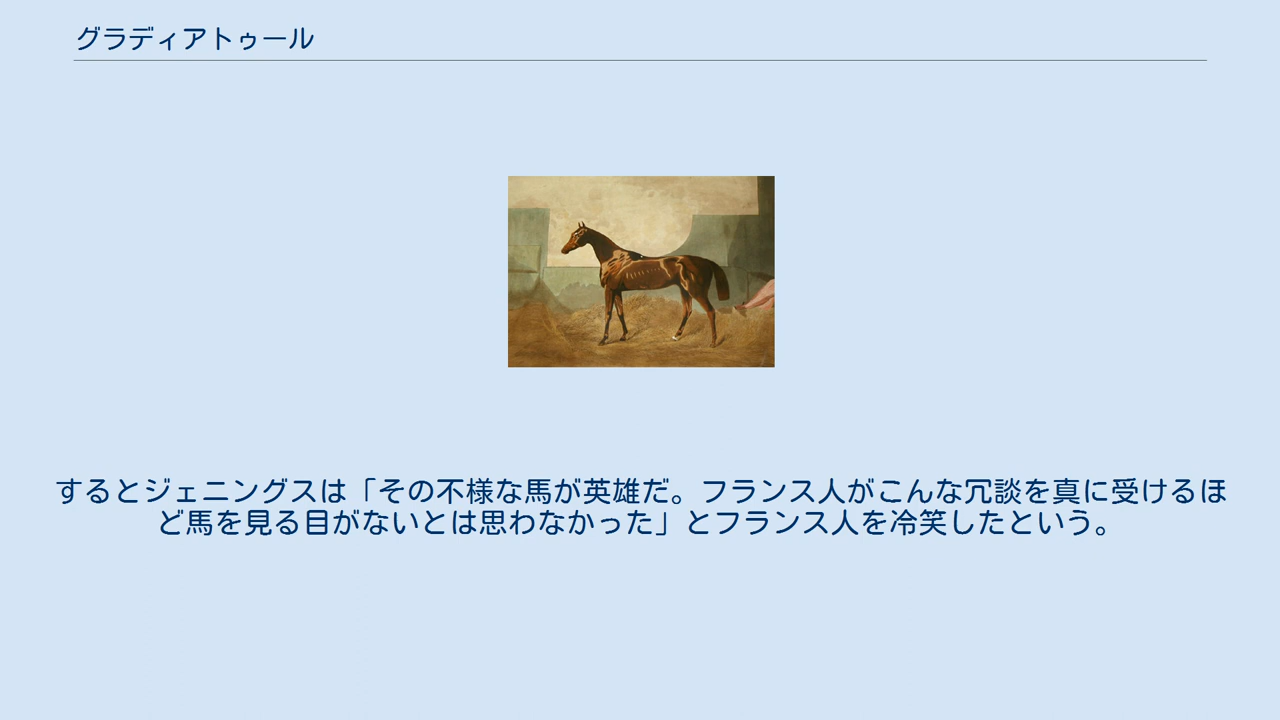 グラディアトゥール
するとジェニングスは「その不様な馬が英雄だ。フランス人がこんな冗談を真に受けるほ
ど馬を見る目がないとは思わなかった」とフランス人を冷笑したという。